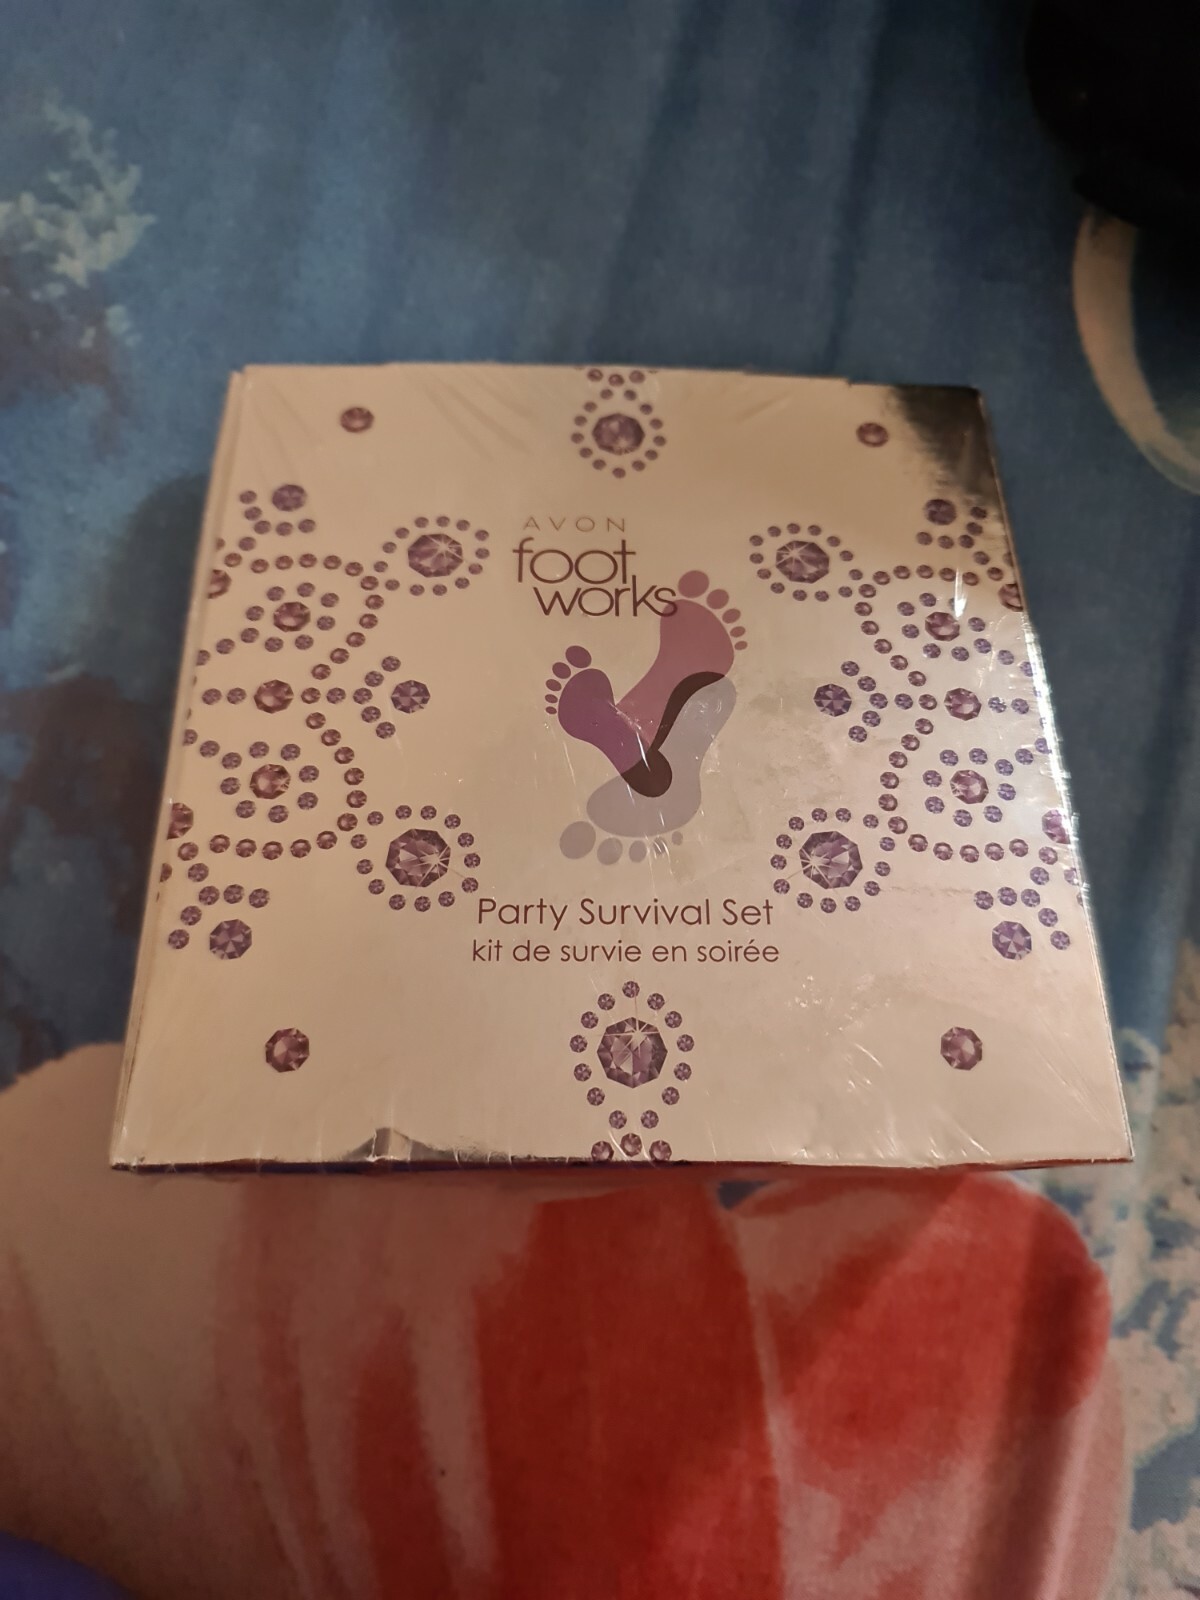 AVON
foot
works
Party Survival Set
kit de survie en soirée